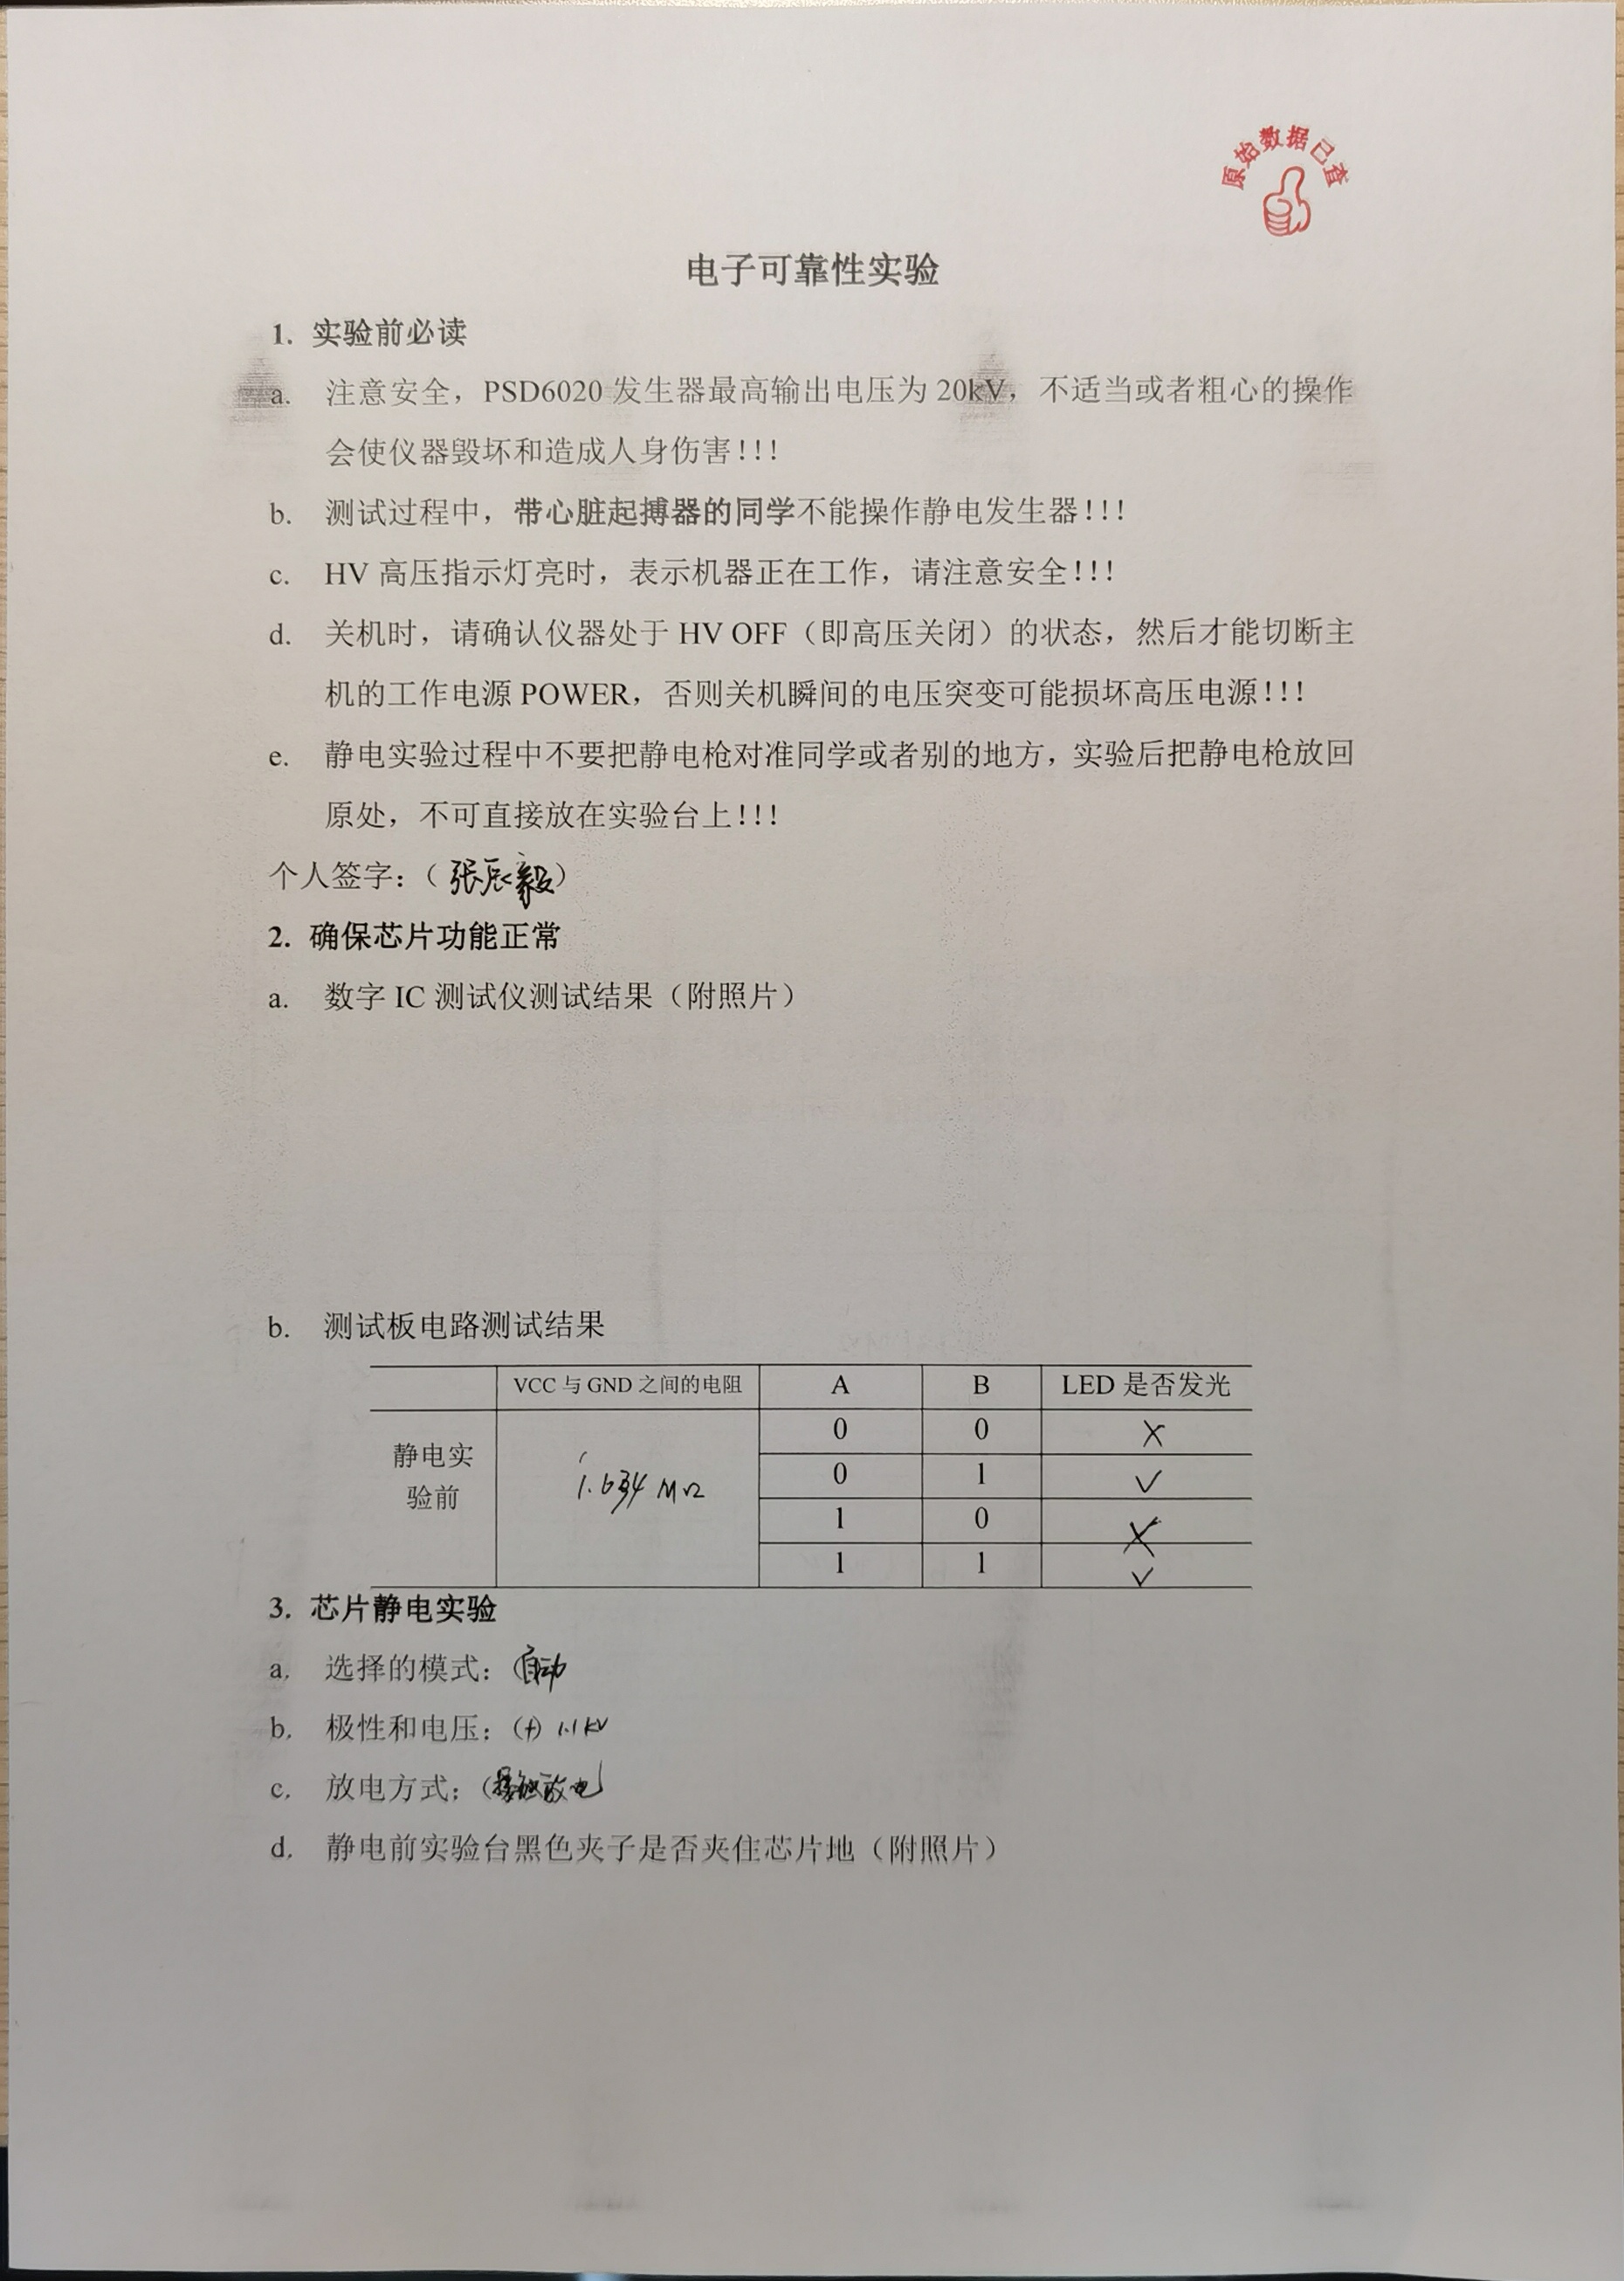 原始数据已查
电子可靠性实验
1. 实验前必读
a. 注意安全，PSD6020 发生器最高输出电压为 20kV，不适当或者粗心的操作
会使仪器毁坏和造成人身伤害!!!
b. 测试过程中，带心脏起搏器的同学不能操作静电发生器!!!
c. HV 高压指示灯亮时，表示机器正在工作，请注意安全!!!
d. 关机时，请确认仪器处于 HV OFF（即高压关闭）的状态，然后才能切断主
机的工作电源 POWER，否则关机瞬间的电压突变可能损坏高压电源!!!
e. 静电实验过程中不要把静电枪对准同学或者别的地方，实验后把静电枪放回
原处，不可直接放在实验台上!!!
个人签字：（张辰毅）
2. 确保芯片功能正常
a. 数字 IC 测试仪测试结果（附照片）
b. 测试板电路测试结果
VCC 与 GND 之间的电阻 A B LED 是否发光
静电实
验前
1.634 MΩ
0 0 ×
0 1 ✓
1 0 ×
1 1 ✓
3. 芯片静电实验
a. 选择的模式：（自动
b. 极性和电压：(+) 1.1 kV
c. 放电方式：（接触放电）
d. 静电前实验台黑色夹子是否夹住芯片地（附照片）